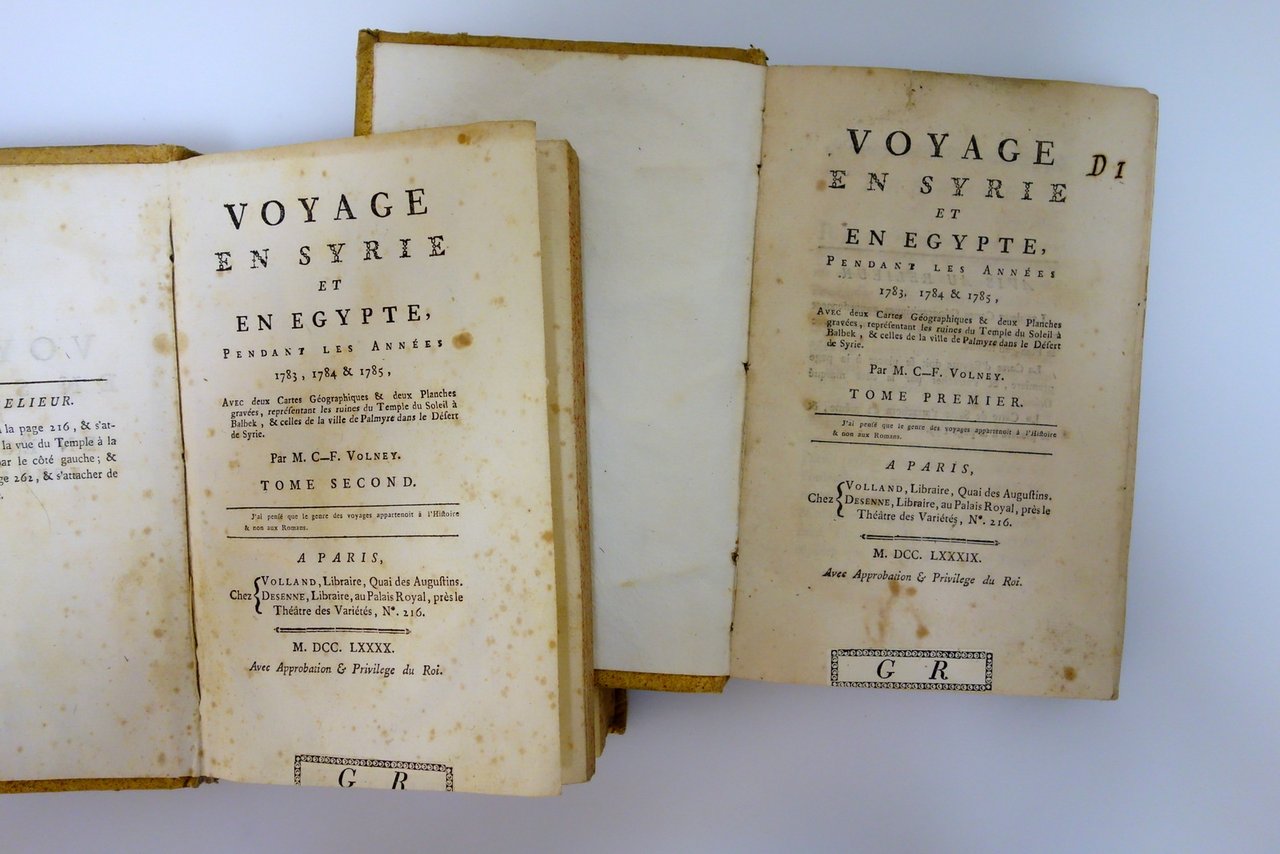 ELIEUR.
la page 216, & s'at-
la vue du Temple à la
par le côté gauche; &
262, & s'attacher de
VOYAGE
EN SYRIE
ET
EN EGYPTE,
PENDANT LES ANNÉES
1783, 1784 & 1785,
AVEC deux Cartes Géographiques & deux Planches
gravées, repréſentant les ruines du Temple du Soleil à
Balbek, & celles de la ville de Palmyre dans le Déſert
de Syrie.
Par M. C-F. VOLNEY.
TOME SECOND.
J'ai penſé que le genre des voyages appartenoit à l'Hiſtoire
& non aux Romans.
A PARIS,
Chez { VOLLAND, Libraire, Quai des Auguſtins.
DESENNE, Libraire, au Palais Royal, près le
Théâtre des Variétés, N°. 216.
M. DCC. LXXXX.
Avec Approbation & Privilege du Roi.
G R
VOYAGE
EN SYRIE
ET
EN EGYPTE,
PENDANT LES ANNÉES
1783, 1784 & 1785,
AVEC deux Cartes Géographiques & deux Planches
gravées, repréſentant les ruines du Temple du Soleil à
Balbek, & celles de la ville de Palmyre dans le Déſert
de Syrie.
Par M. C-F. VOLNEY.
TOME PREMIER.
J'ai penſé que le genre des voyages appartenoit à l'Hiſtoire
& non aux Romans.
A PARIS,
Chez { VOLLAND, Libraire, Quai des Auguſtins.
DESENNE, Libraire, au Palais Royal, près le
Théâtre des Variétés, N°. 216.
M. DCC. LXXXIX.
Avec Approbation & Privilege du Roi.
G R
D I